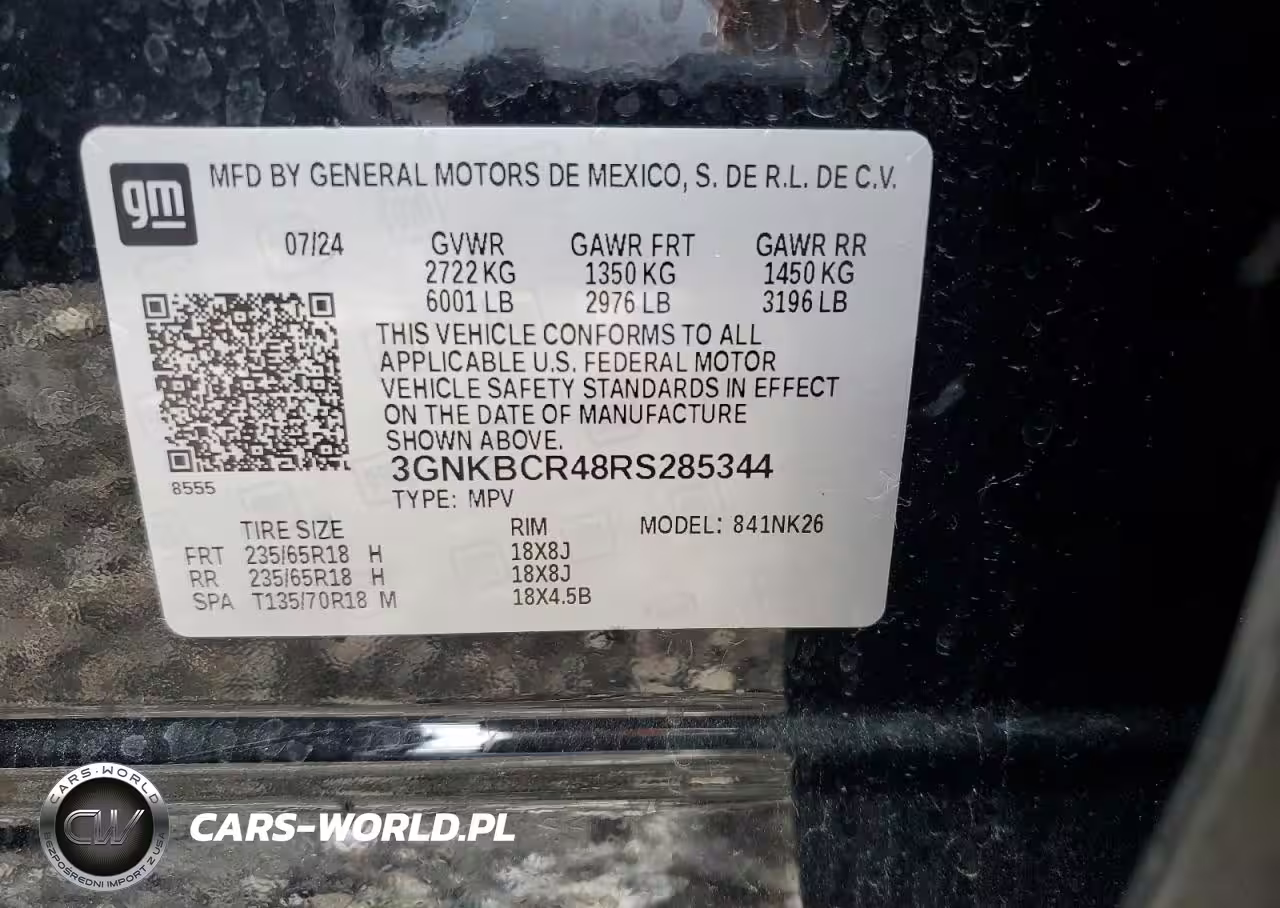 gm
MFD BY GENERAL MOTORS DE MEXICO, S. DE R.L. DE C.V.
07/24 GVWR GAWR FRT GAWR RR
2722 KG 1350 KG 1450 KG
6001 LB 2976 LB 3196 LB
THIS VEHICLE CONFORMS TO ALL
APPLICABLE U.S. FEDERAL MOTOR
VEHICLE SAFETY STANDARDS IN EFFECT
ON THE DATE OF MANUFACTURE
SHOWN ABOVE.
3GNKBCR48RS285344
8555
TYPE: MPV
TIRE SIZE RIM MODEL: 841NK26
FRT 235/65R18 H 18X8J
RR 235/65R18 H 18X8J
SPA T135/70R18 M 18X4.5B
CARS-WORLD
CW
BEZPOŚREDNI IMPORT Z USA
CARS-WORLD.PL